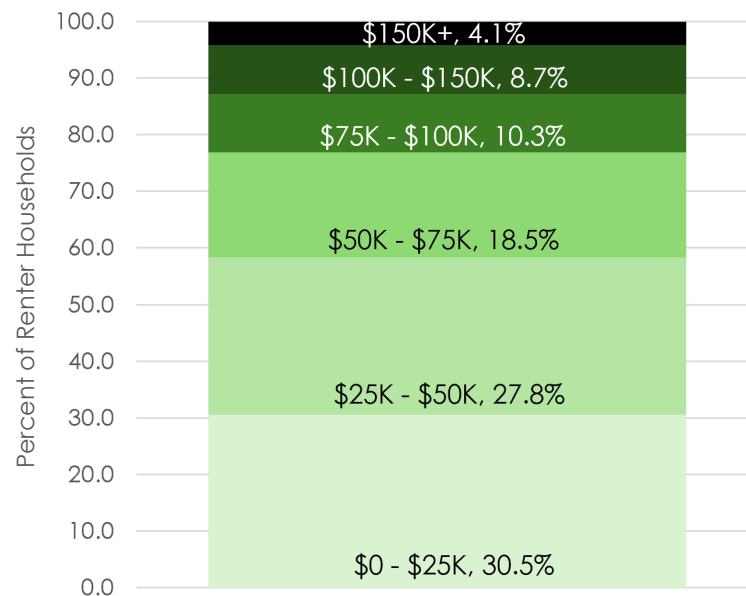 100.0
90.0
80.0
70.0
60.0
50.0
40.0
30.0
20.0
10.0
0.0
Percent of Renter Households
$150K+, 4.1%
$100K - $150K, 8.7%
$75K - $100K, 10.3%
$50K - $75K, 18.5%
$25K - $50K, 27.8%
$0 - $25K, 30.5%